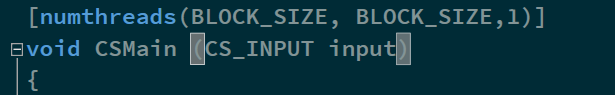 [numthreads(BLOCK_SIZE, BLOCK_SIZE,1)]
void CSMain (CS_INPUT input)
{